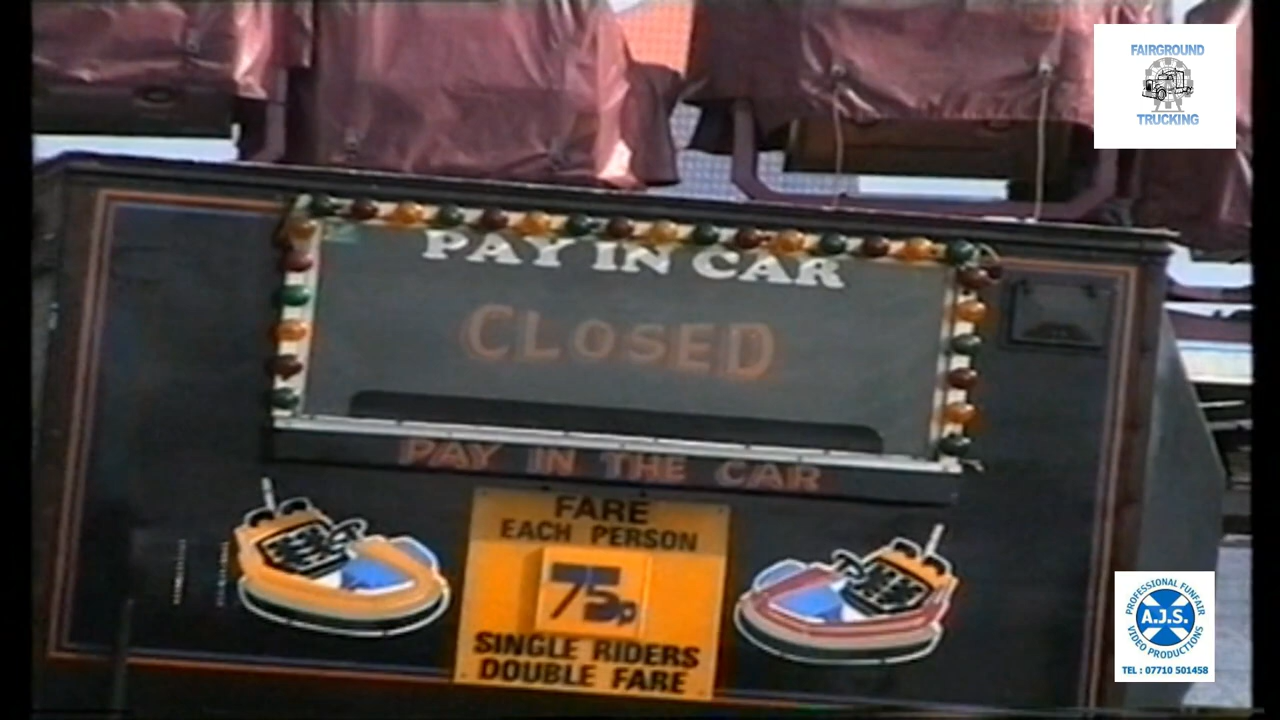 FAIRGROUND
TRUCKING
PAY IN CAR
CLOSED
PAY IN THE CAR
FARE
EACH PERSON
75p
SINGLE RIDERS
DOUBLE FARE
PROFESSIONAL FUNFAIR
A.J.S.
VIDEO PRODUCTIONS
TEL : 07710 501458